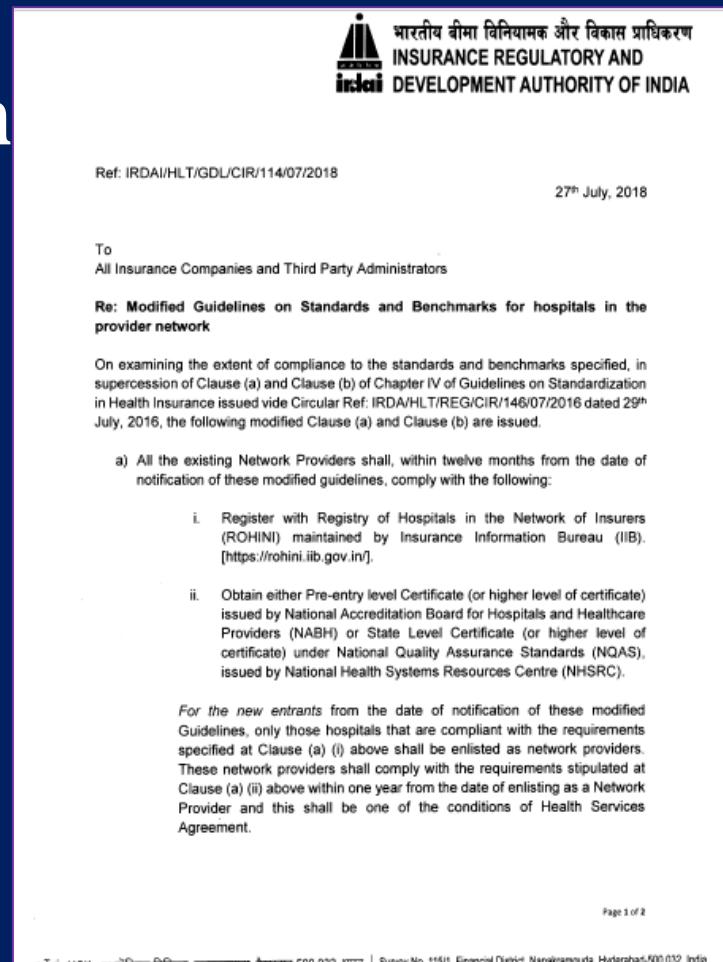 भारतीय बीमा विनियामक और विकास प्राधिकरण
INSURANCE REGULATORY AND
irdai DEVELOPMENT AUTHORITY OF INDIA
Ref: IRDAI/HLT/GDL/CIR/114/07/2018
27th July, 2018
To
All Insurance Companies and Third Party Administrators
Re: Modified Guidelines on Standards and Benchmarks for hospitals in the
provider network
On examining the extent of compliance to the standards and benchmarks specified, in
supercession of Clause (a) and Clause (b) of Chapter IV of Guidelines on Standardization
in Health Insurance issued vide Circular Ref: IRDA/HLT/REG/CIR/146/07/2016 dated 29th
July, 2016, the following modified Clause (a) and Clause (b) are issued.
a) All the existing Network Providers shall, within twelve months from the date of
notification of these modified guidelines, comply with the following:
i. Register with Registry of Hospitals in the Network of Insurers
(ROHINI) maintained by Insurance Information Bureau (IIB).
[https://rohini.iib.gov.in/].
ii. Obtain either Pre-entry level Certificate (or higher level of certificate)
issued by National Accreditation Board for Hospitals and Healthcare
Providers (NABH) or State Level Certificate (or higher level of
certificate) under National Quality Assurance Standards (NQAS),
issued by National Health Systems Resources Centre (NHSRC).
For the new entrants from the date of notification of these modified
Guidelines, only those hospitals that are compliant with the requirements
specified at Clause (a) (i) above shall be enlisted as network providers.
These network providers shall comply with the requirements stipulated at
Clause (a) (ii) above within one year from the date of enlisting as a Network
Provider and this shall be one of the conditions of Health Services
Agreement.
Page 1 of 2
Survey No. 115/1, Financial District, Nanakramguda, Hyderabad-500 032, India